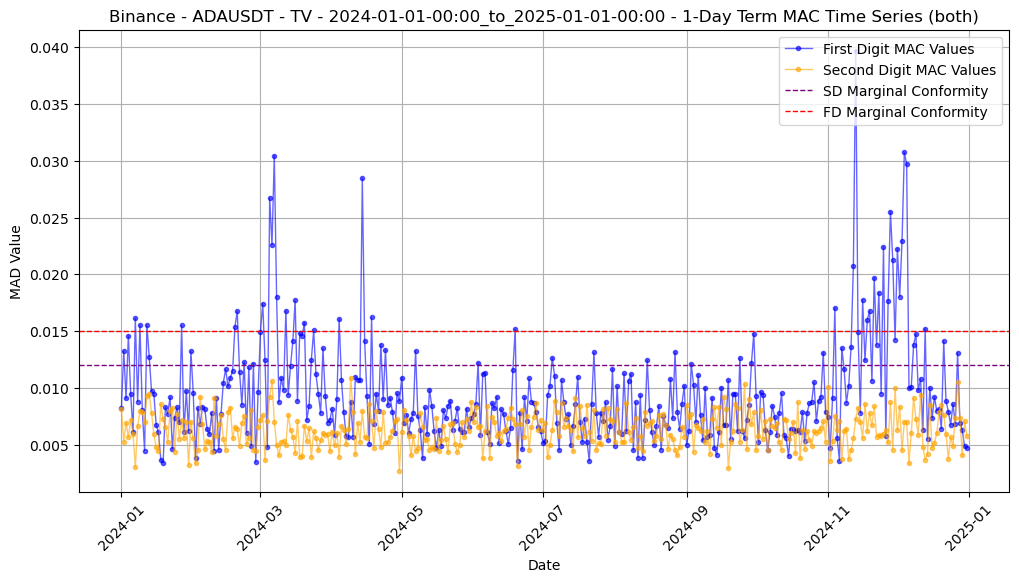 Binance - ADAUSDT - TV - 2024-01-01-00:00_to_2025-01-01-00:00 - 1-Day Term MAC Time Series (both)
First Digit MAC Values
Second Digit MAC Values
SD Marginal Conformity
FD Marginal Conformity
MAD Value
0.040
0.035
0.030
0.025
0.020
0.015
0.010
0.005
2024-01
2024-03
2024-05
2024-07
2024-09
2024-11
2025-01
Date